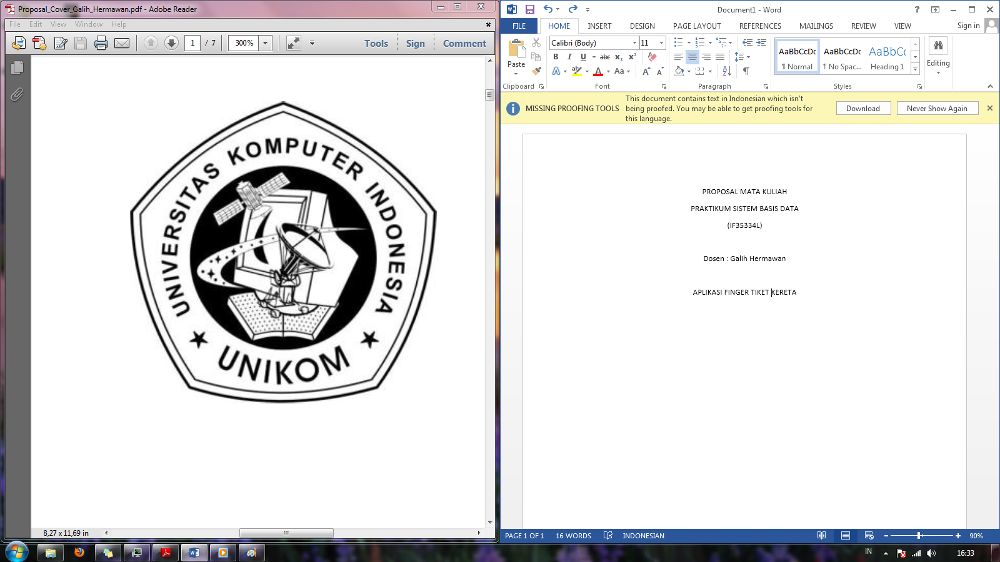 Proposal_Cover_Galih_Hermawan.pdf - Adobe Reader
File Edit View Window Help
1 / 7 300% Tools Sign Comment
UNIVERSITAS KOMPUTER INDONESIA
UNIKOM
8,27 x 11,69 in
Document1 - Word
FILE HOME INSERT DESIGN PAGE LAYOUT REFERENCES MAILINGS REVIEW VIEW Sign in
Paste
Calibri (Body) 11
B I U abc x₂ x²
A aby A Aa A A
AaBbCcDc AaBbCcDc AaBbCc
¶ Normal ¶ No Spac... Heading 1
Editing
Clipboard Font Paragraph Styles
MISSING PROOFING TOOLS
This document contains text in Indonesian which isn't
being proofed. You may be able to get proofing tools for
this language.
Download Never Show Again
PROPOSAL MATA KULIAH
PRAKTIKUM SISTEM BASIS DATA
(IF35334L)
Dosen : Galih Hermawan
APLIKASI FINGER TIKET KERETA
PAGE 1 OF 1 16 WORDS INDONESIAN 90%
IN 16:33